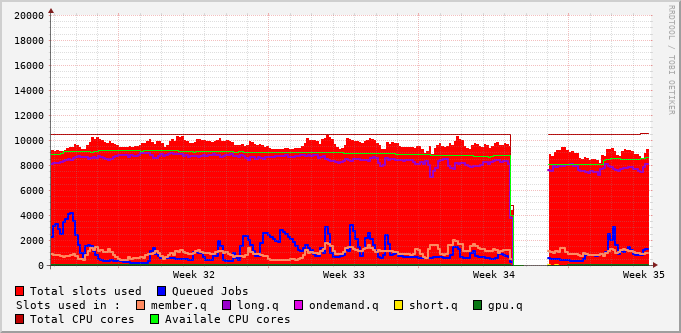 20000
18000
16000
14000
12000
10000
8000
6000
4000
2000
0
Week 32 Week 33 Week 34 Week 35
RRDTOOL / TOBI OETIKER
Total slots used Queued Jobs
Slots used in : member.q long.q ondemand.q short.q gpu.q
Total CPU cores Availale CPU cores